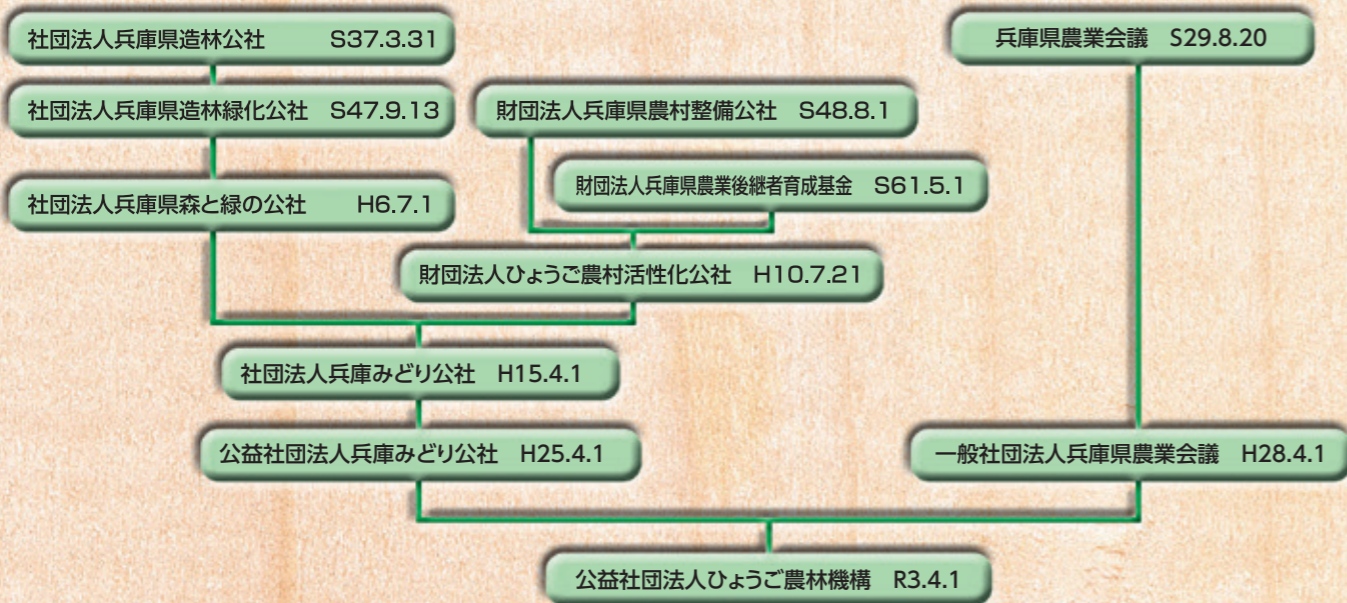 社団法人兵庫県造林公社 S37.3.31
兵庫県農業会議 S29.8.20
社団法人兵庫県造林緑化公社 S47.9.13
財団法人兵庫県農村整備公社 S48.8.1
財団法人兵庫県農業後継者育成基金 S61.5.1
社団法人兵庫県森と緑の公社 H6.7.1
財団法人ひょうご農村活性化公社 H10.7.21
社団法人兵庫みどり公社 H15.4.1
公益社団法人兵庫みどり公社 H25.4.1
一般社団法人兵庫県農業会議 H28.4.1
公益社団法人ひょうご農林機構 R3.4.1